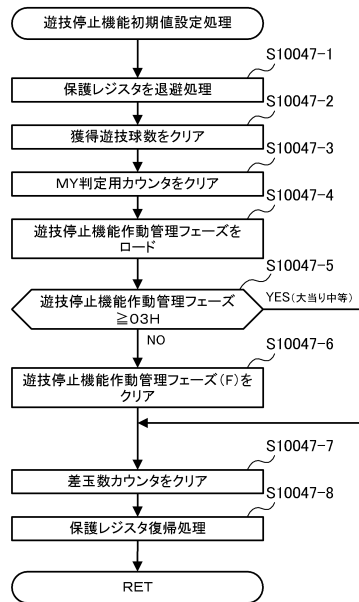 遊技停止機能初期値設定処理
S10047-1
保護レジスタを退避処理
S10047-2
獲得遊技球数をクリア
S10047-3
MY判定用カウンタをクリア
S10047-4
遊技停止機能作動管理フェーズを
ロード
S10047-5
遊技停止機能作動管理フェーズ
≧03H
YES(大当り中等)
NO
S10047-6
遊技停止機能作動管理フェーズ(F)を
クリア
S10047-7
差玉数カウンタをクリア
S10047-8
保護レジスタ復帰処理
RET